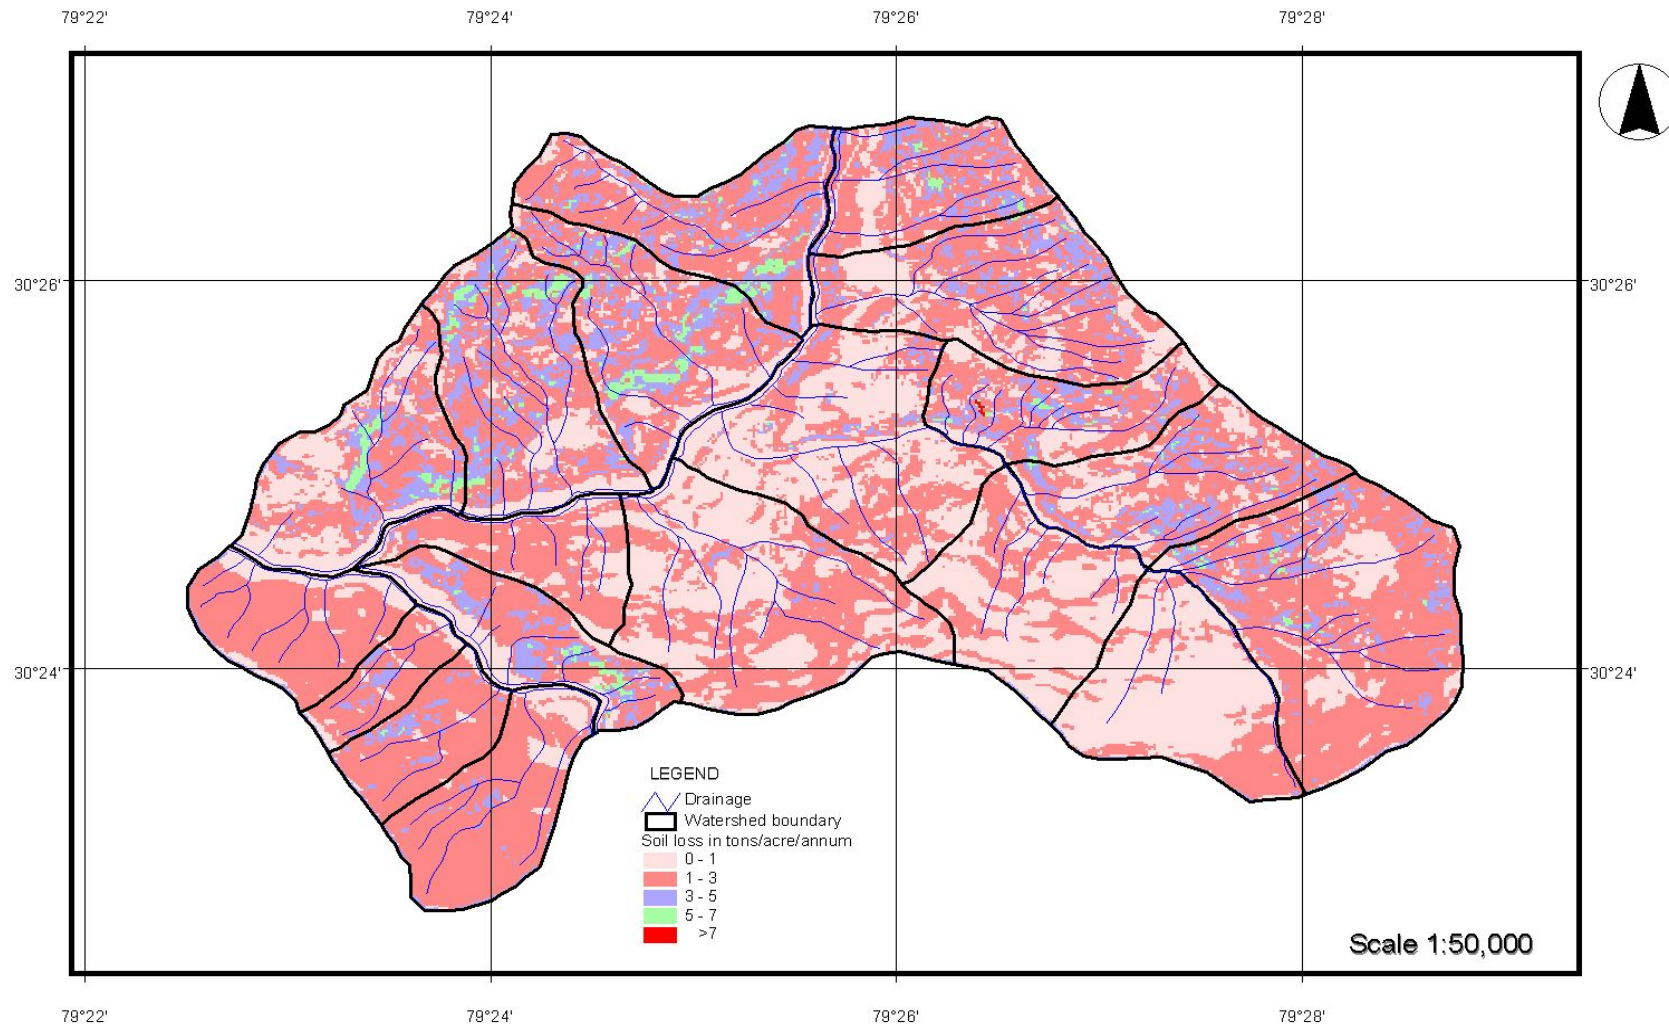 79°22' 79°24' 79°26' 79°28'
30°26' 30°26'
30°24' 30°24'
LEGEND
Drainage
Watershed boundary
Soil loss in tons/acre/annum
0 - 1
1 - 3
3 - 5
5 - 7
>7
Scale 1:50,000
79°22' 79°24' 79°26' 79°28'